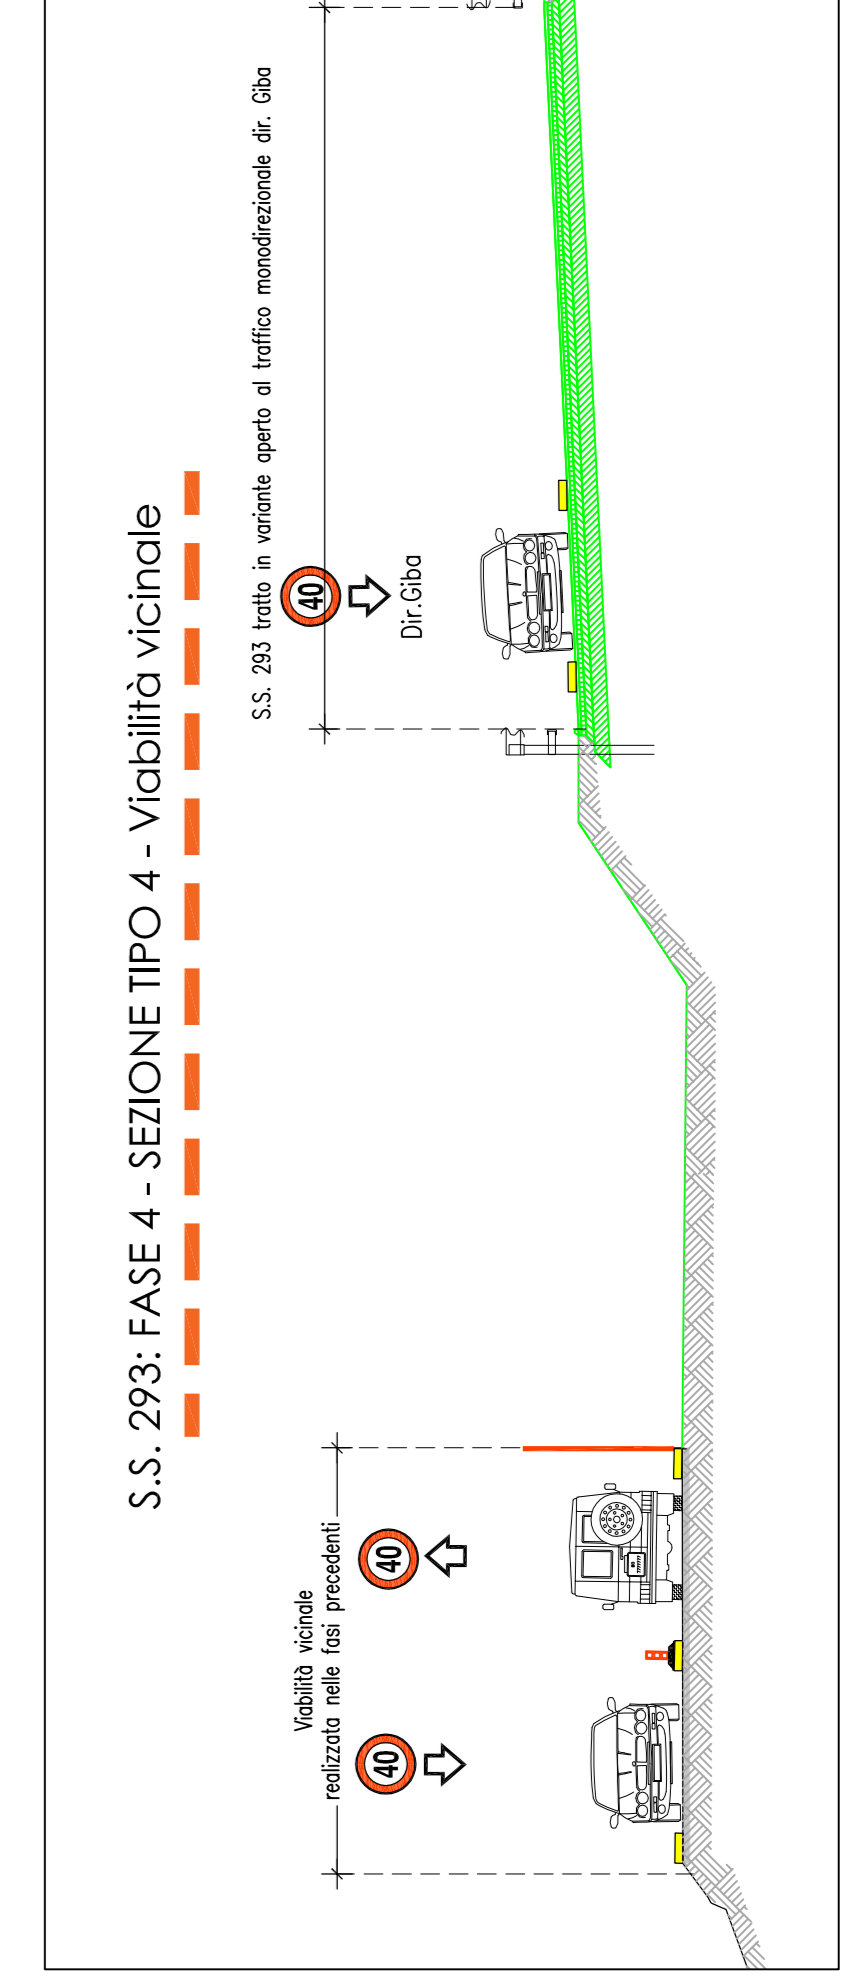 S.S. 293: FASE 4 - SEZIONE TIPO 4 - Viabilità vicinale
S.S. 293 tratto in variante aperto al traffico monodirezionale dir. Giba
40
Dir.Giba
Viabilità vicinale
realizzata nelle fasi precedenti
40
40